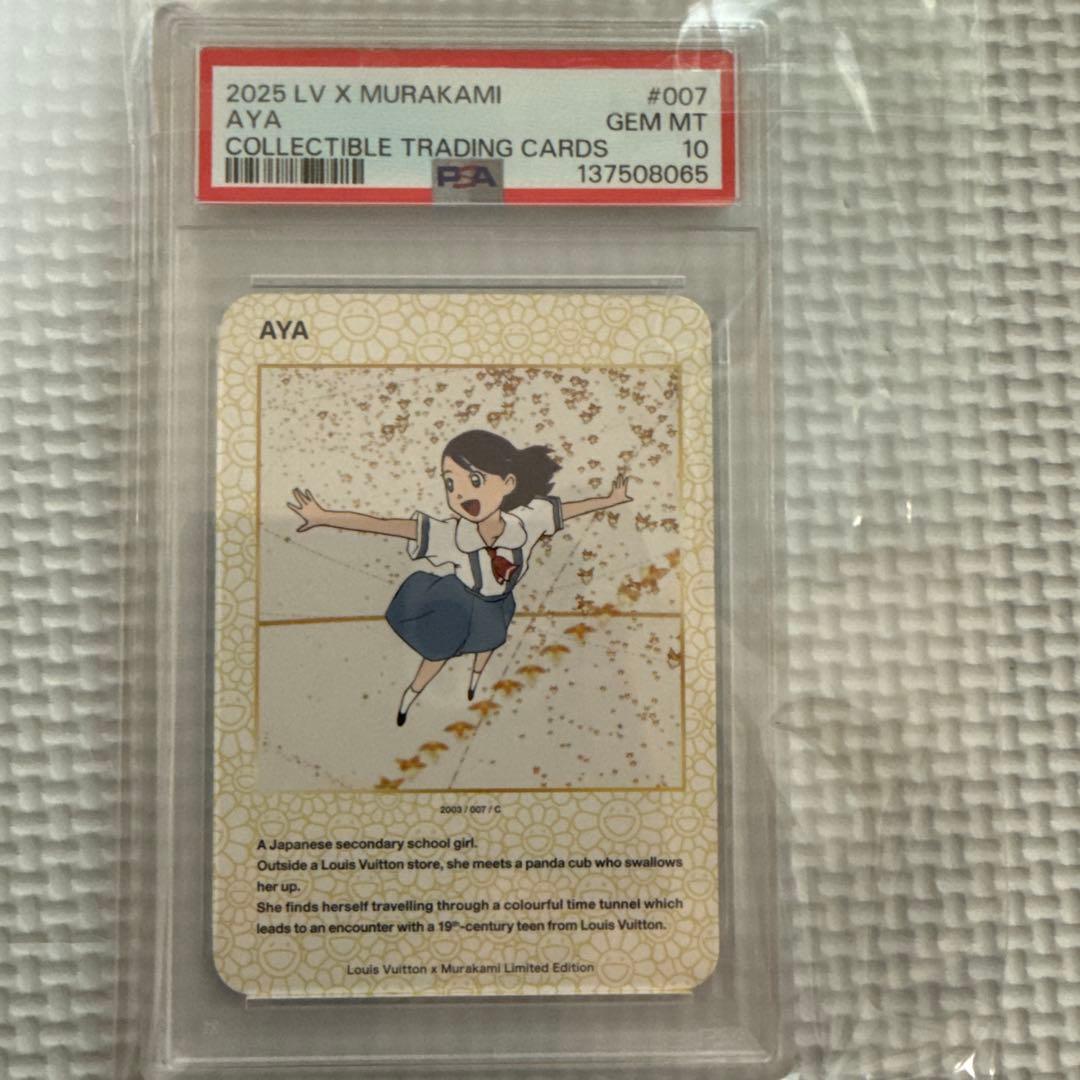 2025 LV X MURAKAMI #007
AYA GEM MT
COLLECTIBLE TRADING CARDS 10
PSA 137508065
AYA
2003 / 007 / C
A Japanese secondary school girl.
Outside a Louis Vuitton store, she meets a panda cub who swallows
her up.
She finds herself travelling through a colourful time tunnel which
leads to an encounter with a 19th-century teen from Louis Vuitton.
Louis Vuitton x Murakami Limited Edition